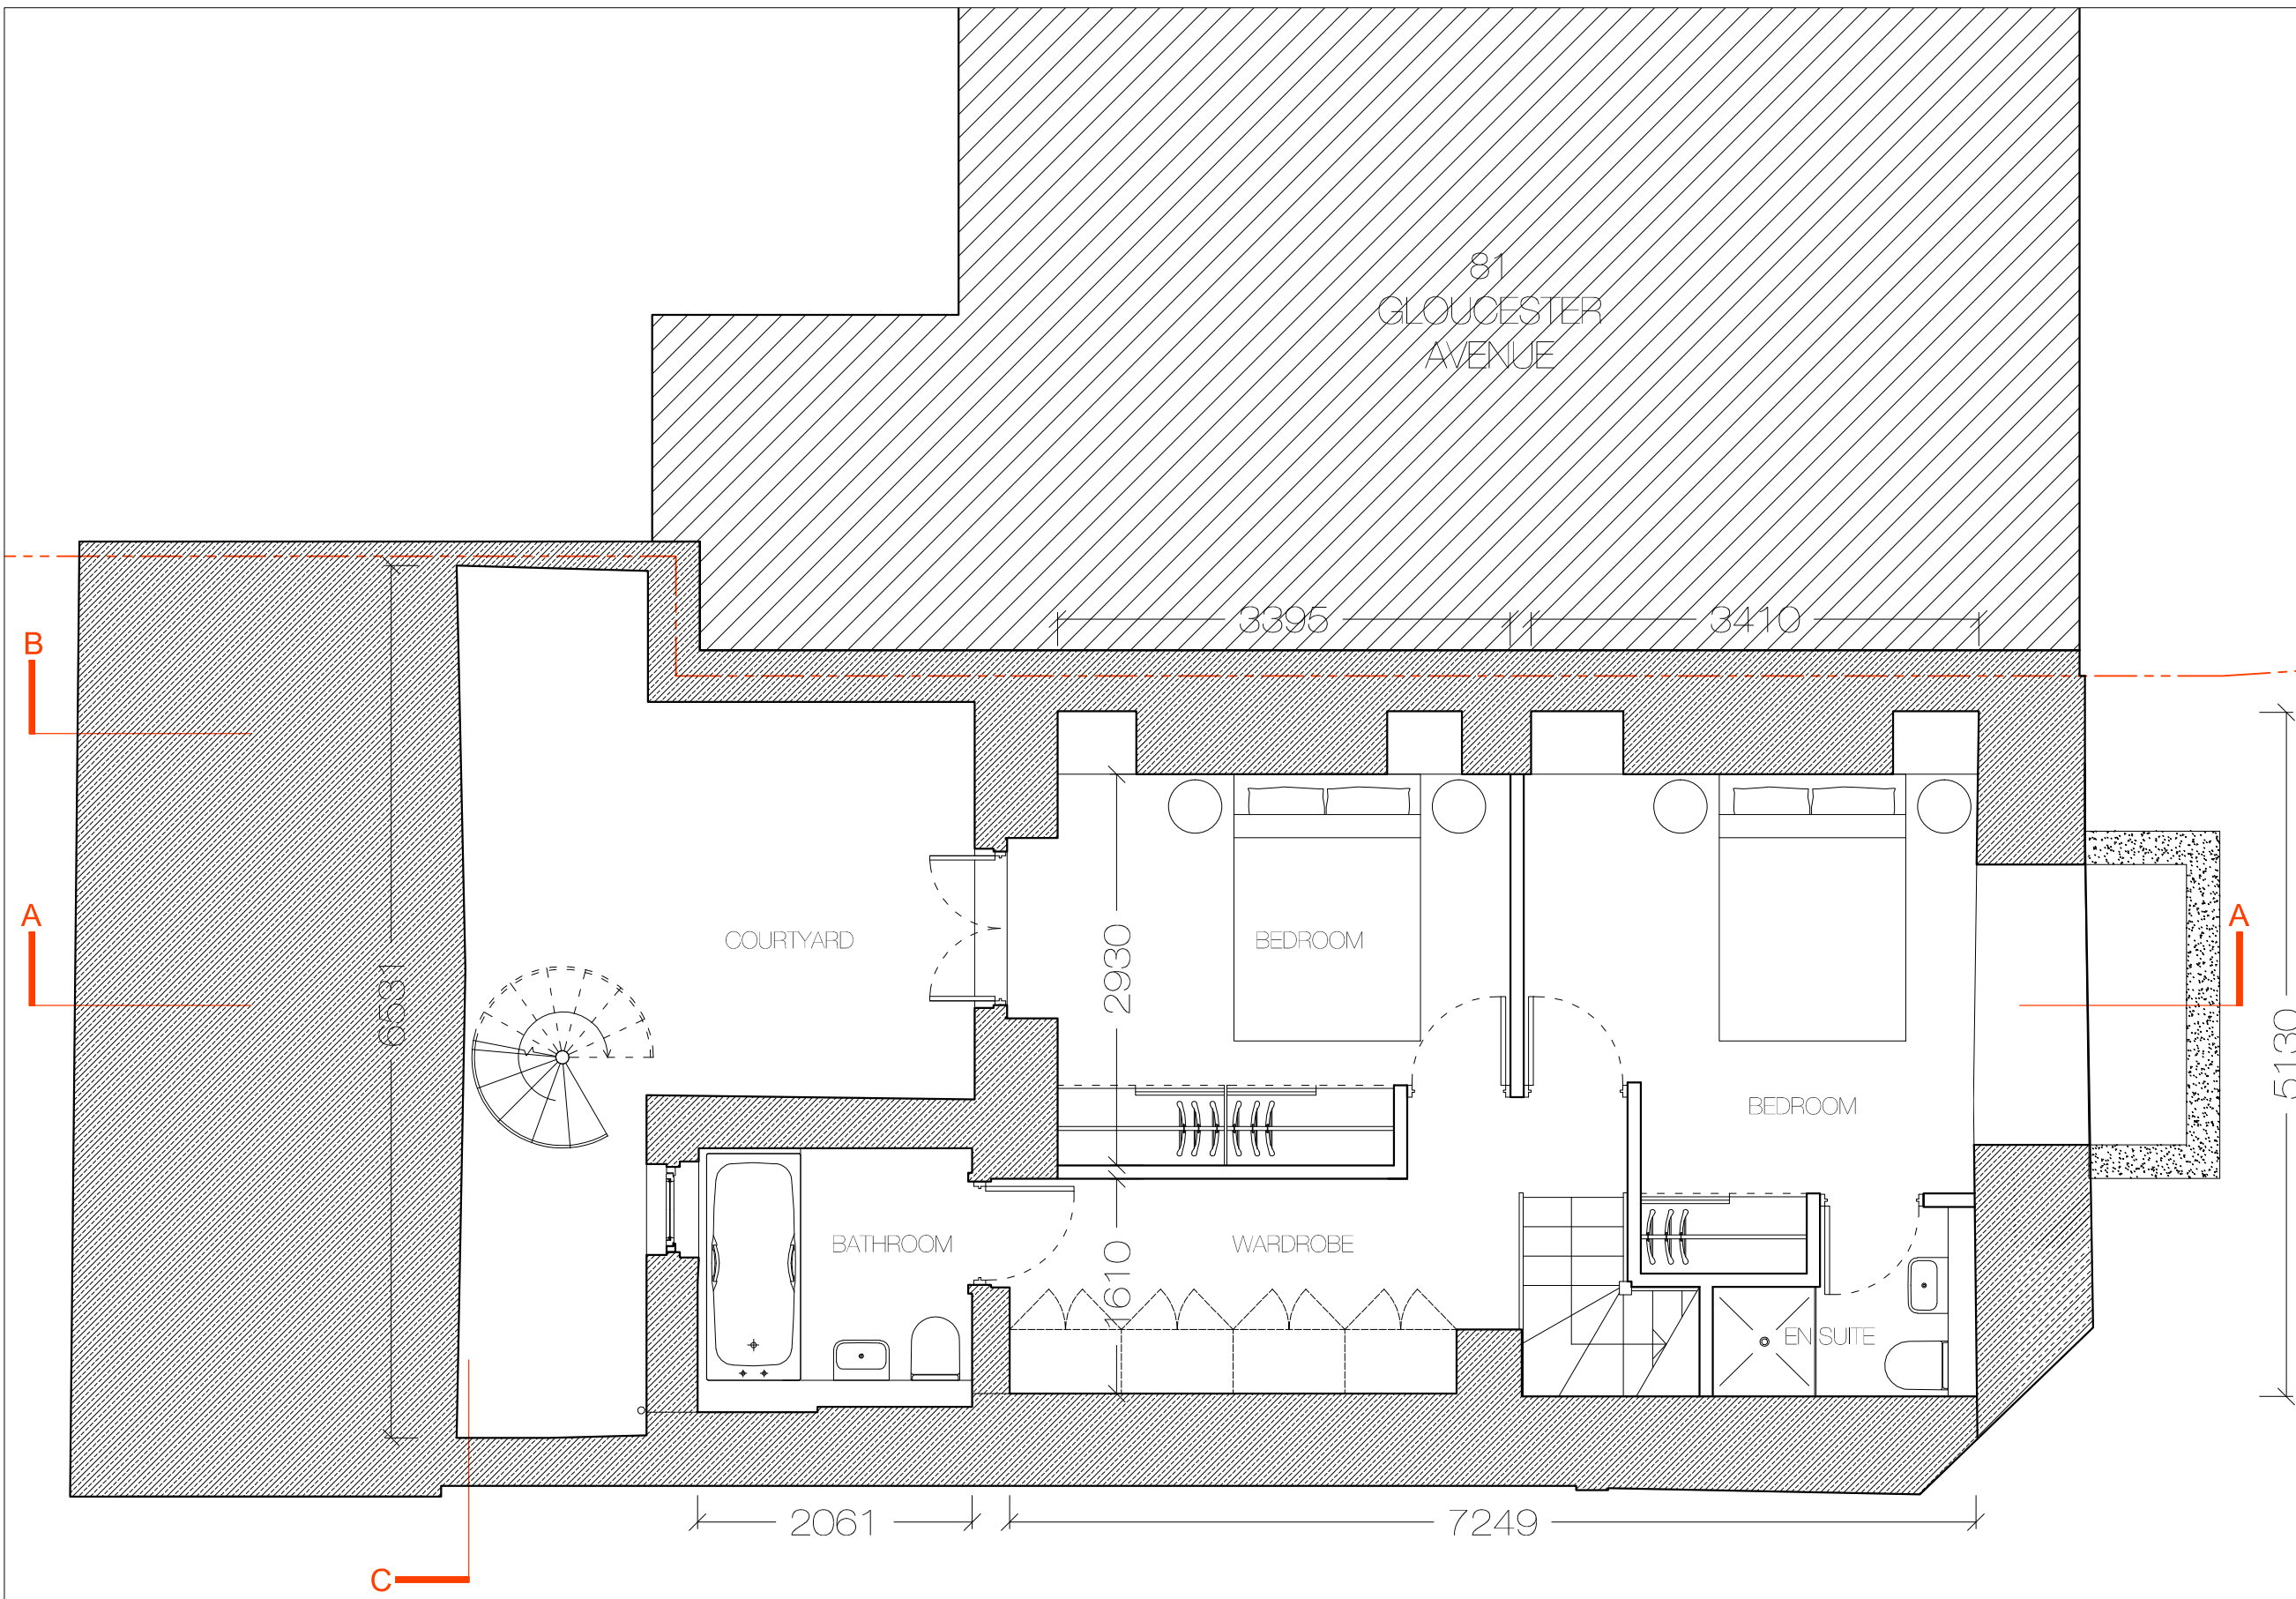 81
GLOUCESTER
AVENUE
3395
3410
B
A
A
6531
COURTYARD
BEDROOM
2930
5130
BEDROOM
BATHROOM
WARDROBE
1610
EN SUITE
2061
7249
C